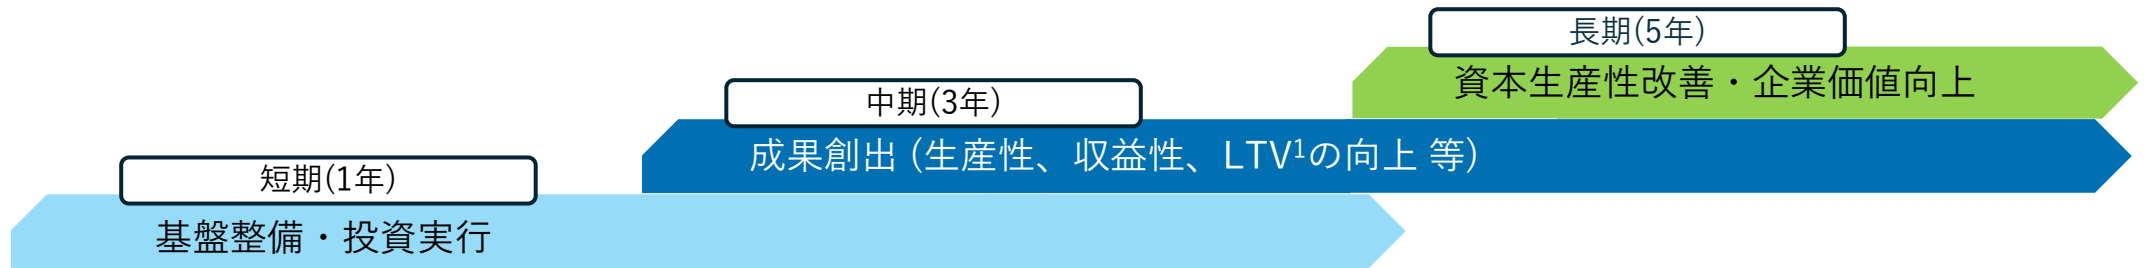 長期(5年)
資本生産性改善・企業価値向上
中期(3年)
成果創出 (生産性、収益性、LTV¹の向上 等)
短期(1年)
基盤整備・投資実行